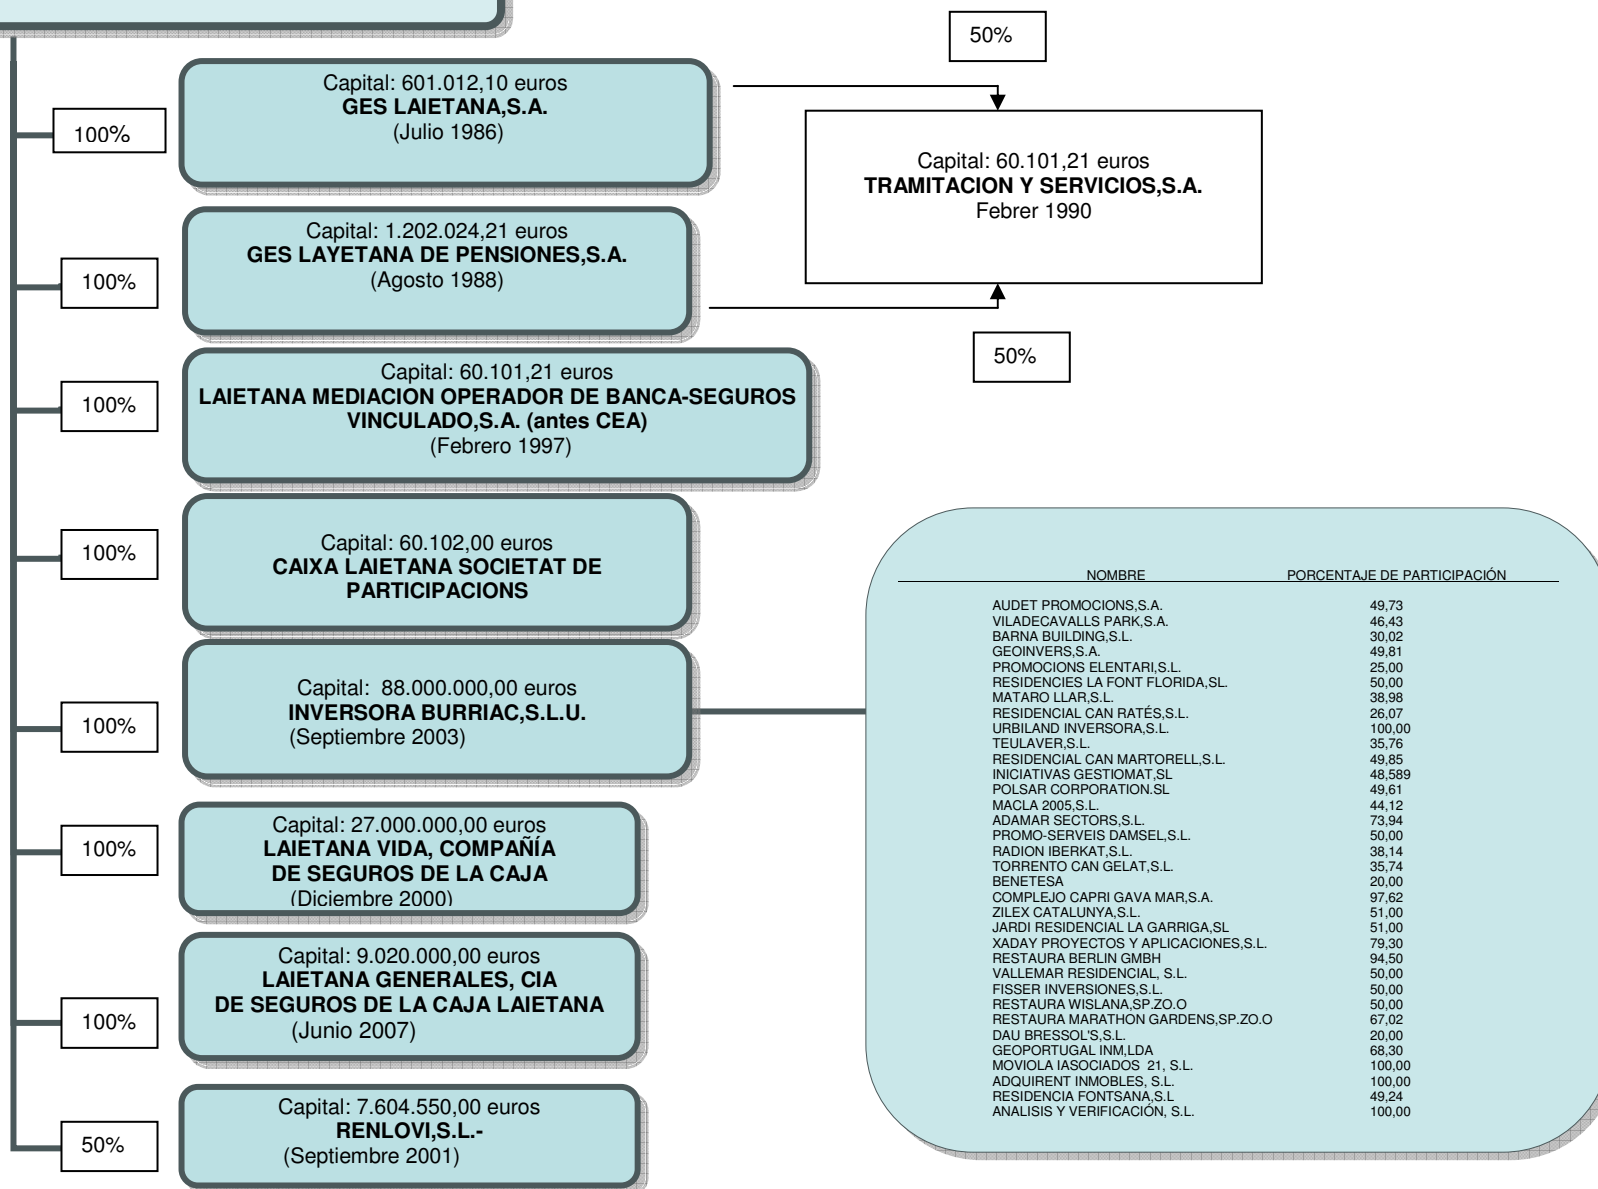 50%
100%
Capital: 601.012,10 euros
GES LAIETANA,S.A.
(Julio 1986)
Capital: 60.101,21 euros
TRAMITACION Y SERVICIOS,S.A.
Febrer 1990
100%
Capital: 1.202.024,21 euros
GES LAYETANA DE PENSIONES,S.A.
(Agosto 1988)
50%
100%
Capital: 60.101,21 euros
LAIETANA MEDIACION OPERADOR DE BANCA-SEGUROS
VINCULADO,S.A. (antes CEA)
(Febrero 1997)
100%
Capital: 60.102,00 euros
CAIXA LAIETANA SOCIETAT DE
PARTICIPACIONS
100%
Capital:  88.000.000,00 euros
INVERSORA BURRIAC,S.L.U.
(Septiembre 2003)
100%
Capital: 27.000.000,00 euros
LAIETANA VIDA, COMPAÑÍA
DE SEGUROS DE LA CAJA
(Diciembre 2000)
100%
Capital: 9.020.000,00 euros
LAIETANA GENERALES, CIA
DE SEGUROS DE LA CAJA LAIETANA
(Junio 2007)
50%
Capital: 7.604.550,00 euros
RENLOVI,S.L.-
(Septiembre 2001)
NOMBRE PORCENTAJE DE PARTICIPACIÓN
AUDET PROMOCIONS,S.A. 49,73
VILADECAVALLS PARK,S.A. 46,43
BARNA BUILDING,S.L. 30,02
GEOINVERS,S.A. 49,81
PROMOCIONS ELENTARI,S.L. 25,00
RESIDENCIES LA FONT FLORIDA,SL. 50,00
MATARO LLAR,S.L. 38,98
RESIDENCIAL CAN RATÉS,S.L. 26,07
URBILAND INVERSORA,S.L. 100,00
TEULAVER,S.L. 35,76
RESIDENCIAL CAN MARTORELL,S.L. 49,85
INICIATIVAS GESTIOMAT,SL 48,589
POLSAR CORPORATION.SL 49,61
MACLA 2005,S.L. 44,12
ADAMAR SECTORS,S.L. 73,94
PROMO-SERVEIS DAMSEL,S.L. 50,00
RADION IBERKAT,S.L. 38,14
TORRENTO CAN GELAT,S.L. 35,74
BENETESA 20,00
COMPLEJO CAPRI GAVA MAR,S.A. 97,62
ZILEX CATALUNYA,S.L. 51,00
JARDI RESIDENCIAL LA GARRIGA,SL 51,00
XADAY PROYECTOS Y APLICACIONES,S.L. 79,30
RESTAURA BERLIN GMBH 94,50
VALLEMAR RESIDENCIAL, S.L. 50,00
FISSER INVERSIONES,S.L. 50,00
RESTAURA WISLANA,SP.ZO.O 50,00
RESTAURA MARATHON GARDENS,SP.ZO.O 67,02
DAU BRESSOL'S,S.L. 20,00
GEOPORTUGAL INM,LDA 68,30
MOVIOLA IASOCIADOS  21, S.L. 100,00
ADQUIRENT INMOBLES, S.L. 100,00
RESIDENCIA FONTSANA,S.L 49,24
ANALISIS Y VERIFICACIÓN, S.L. 100,00